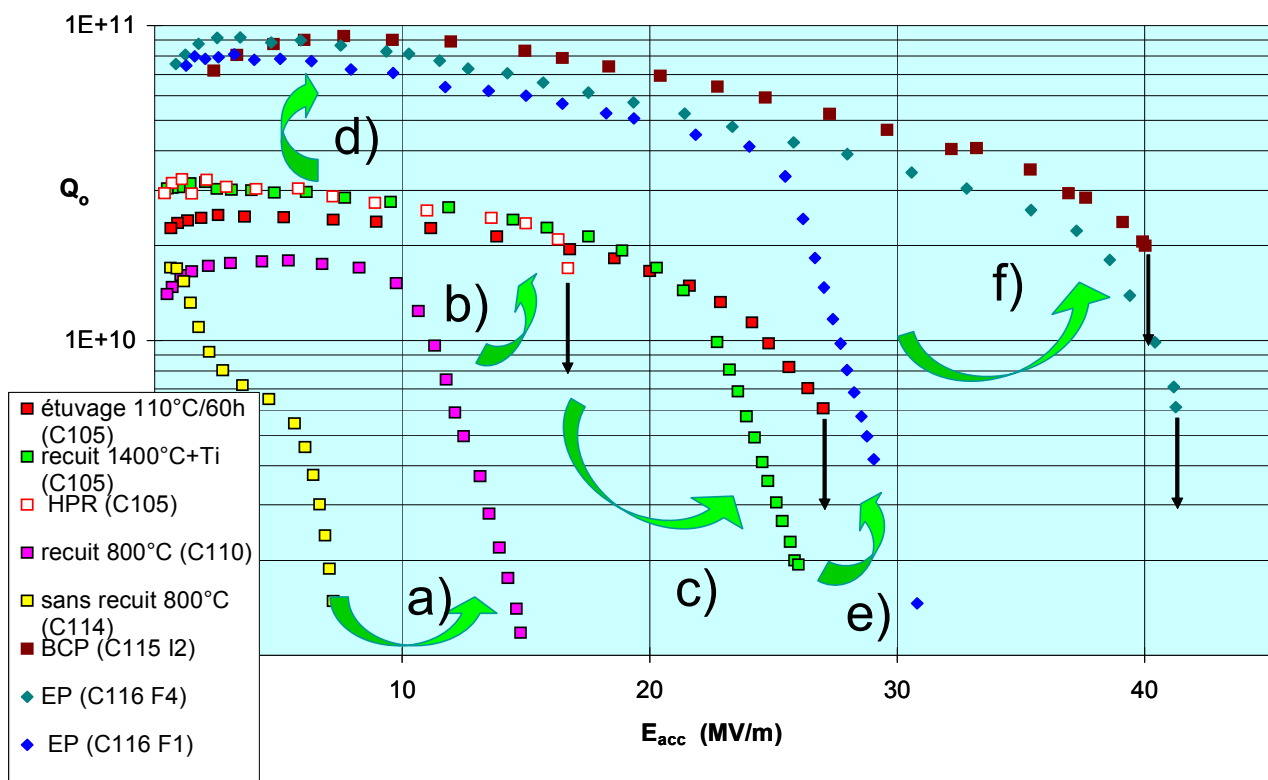 1E+11
d)
Qo
f)
b)
1E+10
étuvage 110°C/60h
(C105)
recuit 1400°C+Ti
(C105)
HPR (C105)
recuit 800°C (C110)
sans recuit 800°C
(C114)
BCP (C115 I2)
EP (C116 F4)
EP (C116 F1)
a)
c)
e)
10
20
30
40
Eacc (MV/m)